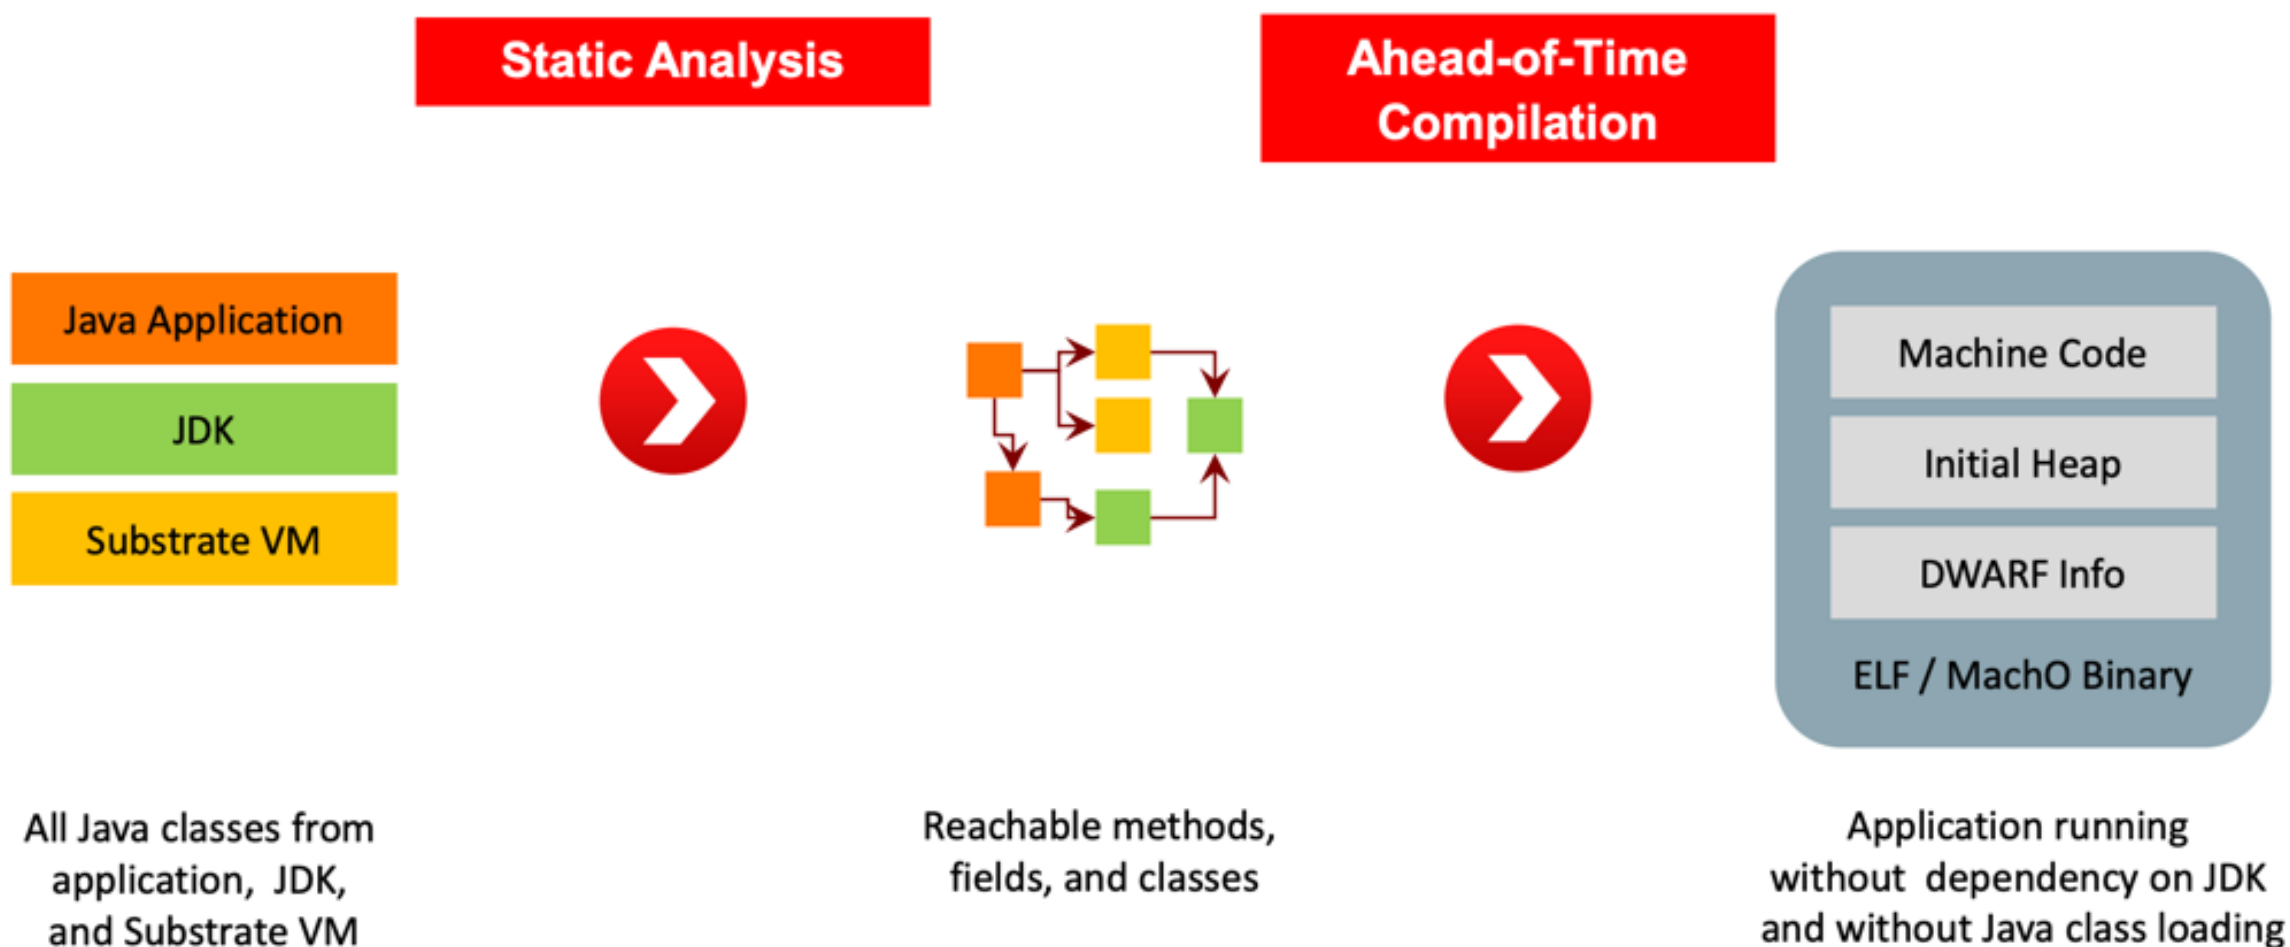 Static Analysis
Ahead-of-Time
Compilation
Java Application
JDK
Substrate VM
Machine Code
Initial Heap
DWARF Info
ELF / MachO Binary
All Java classes from
application, JDK,
and Substrate VM
Reachable methods,
fields, and classes
Application running
without dependency on JDK
and without Java class loading